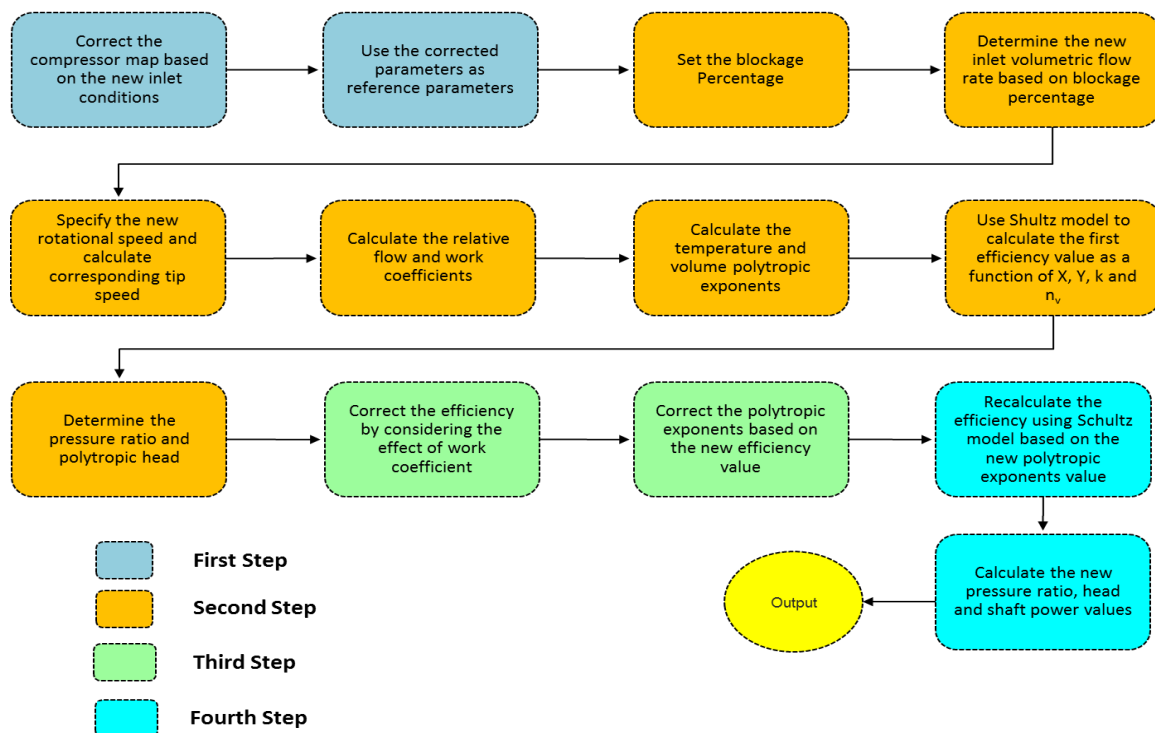 Correct the
compressor map based
on the new inlet
conditions
Use the corrected
parameters as
reference parameters
Set the blockage
Percentage
Determine the new
inlet volumetric flow
rate based on blockage
percentage
Specify the new
rotational speed and
calculate
corresponding tip
speed
Calculate the relative
flow and work
coefficients
Calculate the
temperature and
volume polytropic
exponents
Use Shultz model to
calculate the first
efficiency value as a
function of X, Y, k and
nv
Determine the
pressure ratio and
polytropic head
Correct the efficiency
by considering the
effect of work
coefficient
Correct the polytropic
exponents based on
the new efficiency
value
Recalculate the
efficiency using Schultz
model based on the
new polytropic
exponents value
Calculate the new
pressure ratio, head
and shaft power values
Output
First Step
Second Step
Third Step
Fourth Step